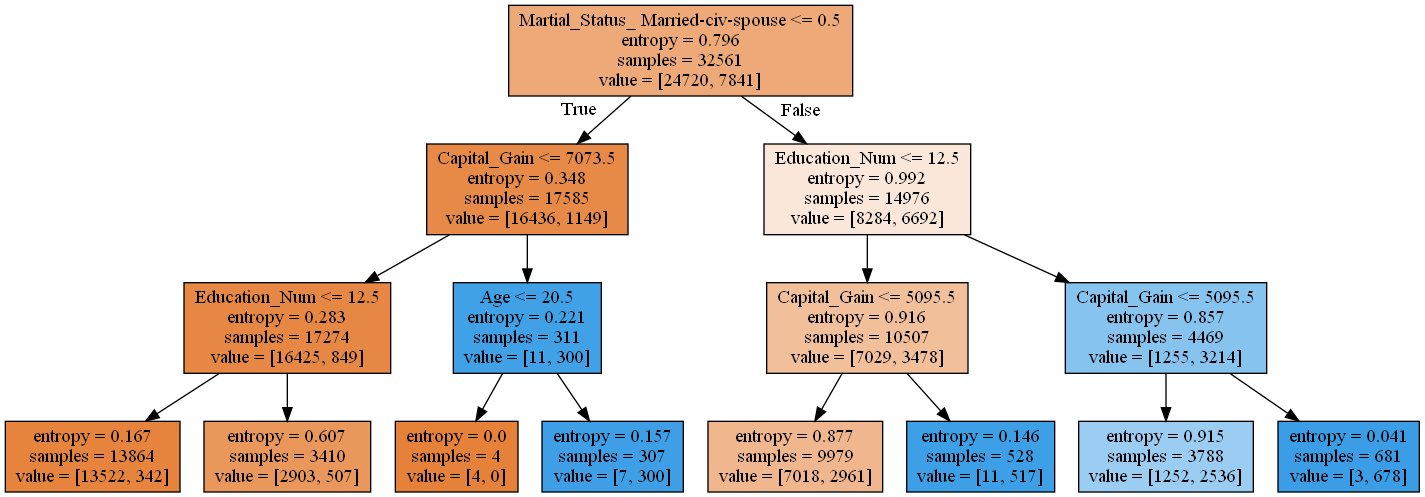 Martial_Status_ Married-civ-spouse <= 0.5
entropy = 0.796
samples = 32561
value = [24720, 7841]
True
False
Capital_Gain <= 7073.5
entropy = 0.348
samples = 17585
value = [16436, 1149]
Education_Num <= 12.5
entropy = 0.992
samples = 14976
value = [8284, 6692]
Education_Num <= 12.5
entropy = 0.283
samples = 17274
value = [16425, 849]
Age <= 20.5
entropy = 0.221
samples = 311
value = [11, 300]
Capital_Gain <= 5095.5
entropy = 0.916
samples = 10507
value = [7029, 3478]
Capital_Gain <= 5095.5
entropy = 0.857
samples = 4469
value = [1255, 3214]
entropy = 0.167
samples = 13864
value = [13522, 342]
entropy = 0.607
samples = 3410
value = [2903, 507]
entropy = 0.0
samples = 4
value = [4, 0]
entropy = 0.157
samples = 307
value = [7, 300]
entropy = 0.877
samples = 9979
value = [7018, 2961]
entropy = 0.146
samples = 528
value = [11, 517]
entropy = 0.915
samples = 3788
value = [1252, 2536]
entropy = 0.041
samples = 681
value = [3, 678]